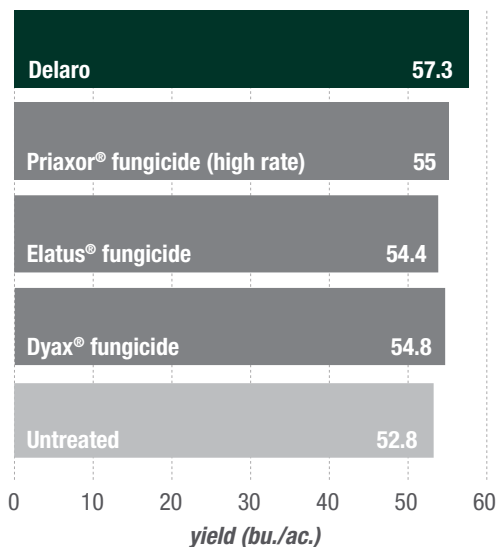 Delaro 57.3
Priaxor® fungicide (high rate) 55
Elatus® fungicide 54.4
Dyax® fungicide 54.8
Untreated 52.8
0 10 20 30 40 50 60
yield (bu./ac.)